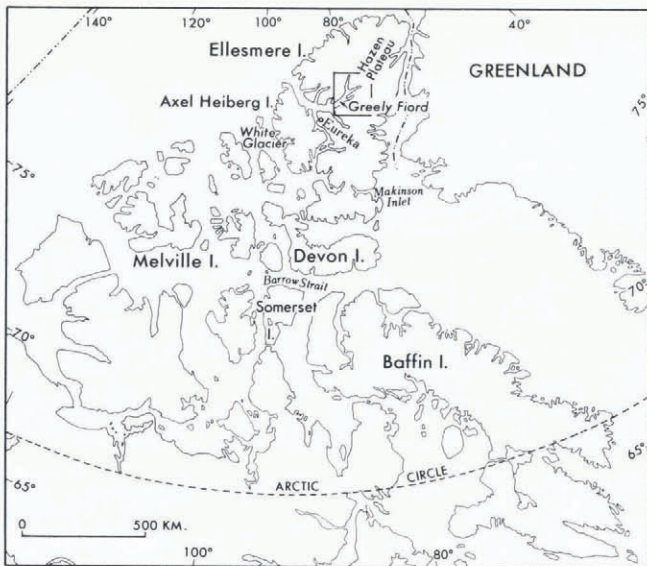 140° 120° 100° 80° 40°
Ellesmere I.
Hazen
Plateau
GREENLAND
Axel Heiberg I.
Greely Fiord
75°
White
Glacier
Eureka
75°
Makinson
Inlet
Melville I.
Devon I.
Barrow Strait
70°
Somerset
I.
70°
Baffin I.
65°
65°
ARCTIC CIRCLE
0 500 KM.
100° 80°